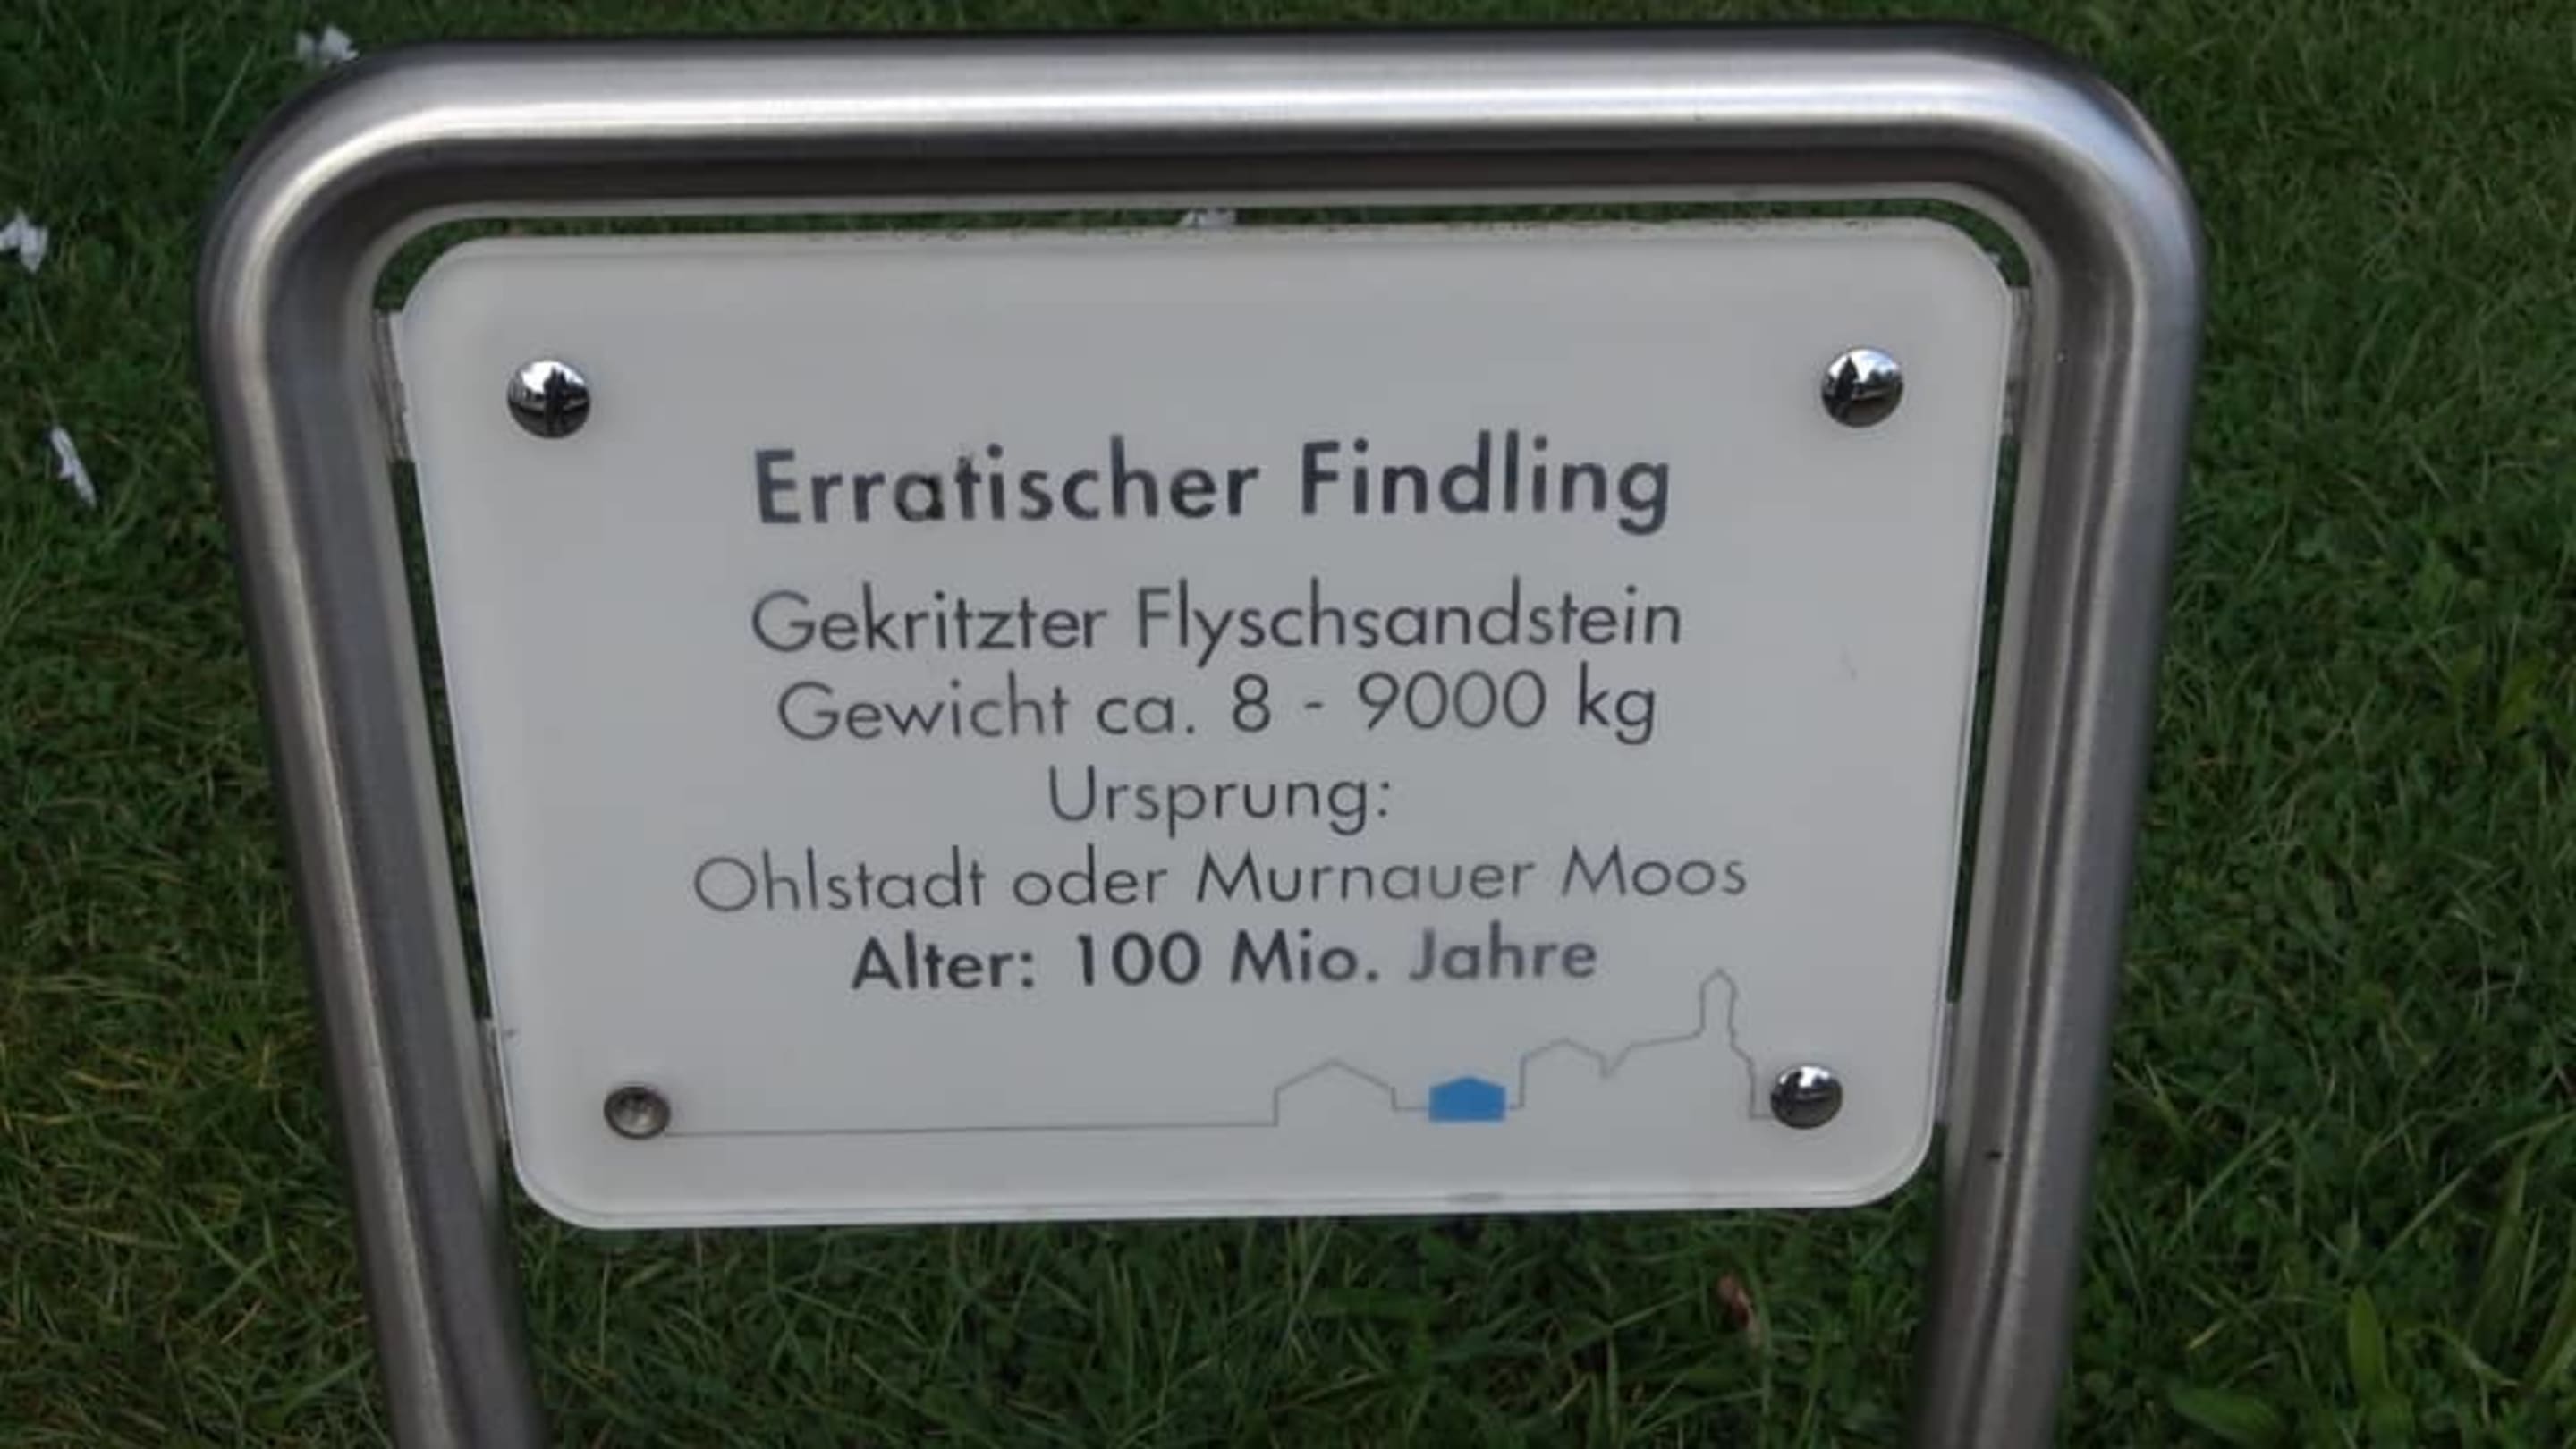 Erratischer Findling
Gekritzter Flyschsandstein
Gewicht ca. 8 - 9000 kg
Ursprung:
Ohlstadt oder Murnauer Moos
Alter: 100 Mio. Jahre